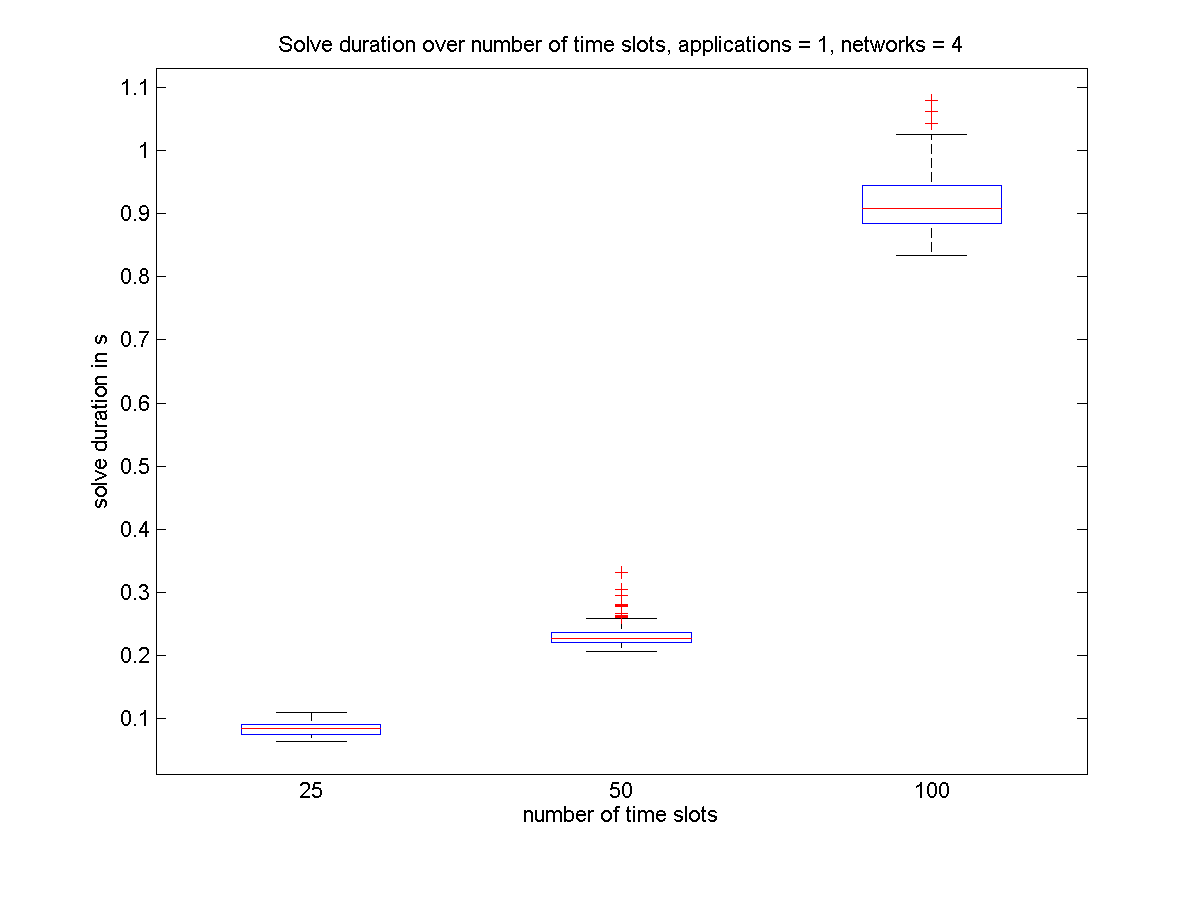 Solve duration over number of time slots, applications = 1, networks = 4
1.1
1
0.9
0.8
0.7
0.6
0.5
0.4
0.3
0.2
0.1
solve duration in s
25 50 100
number of time slots